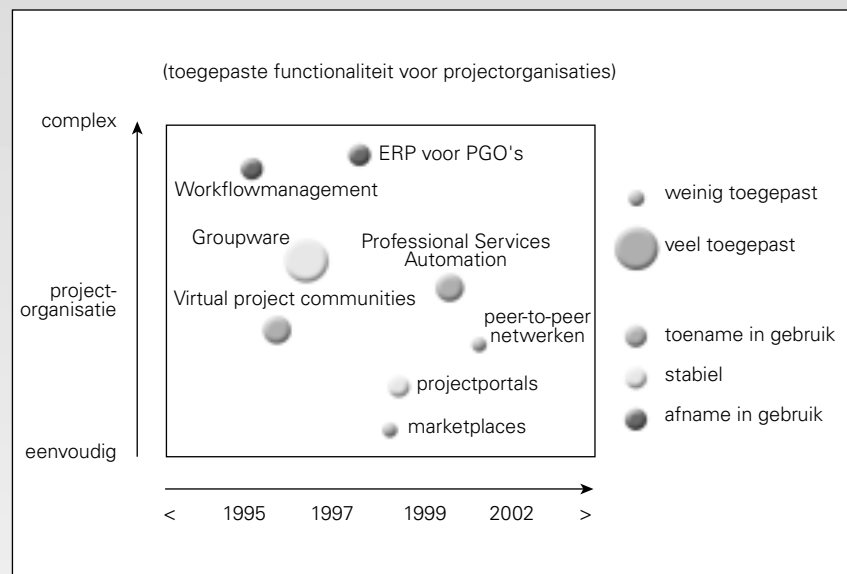 (toegepaste functionaliteit voor projectorganisaties)
complex
ERP voor PGO's
Workflowmanagement
weinig toegepast
Groupware
Professional Services
Automation
veel toegepast
project-
organisatie
Virtual project communities
peer-to-peer
netwerken
toename in gebruik
projectportals
stabiel
marketplaces
afname in gebruik
eenvoudig
< 1995 1997 1999 2002 >